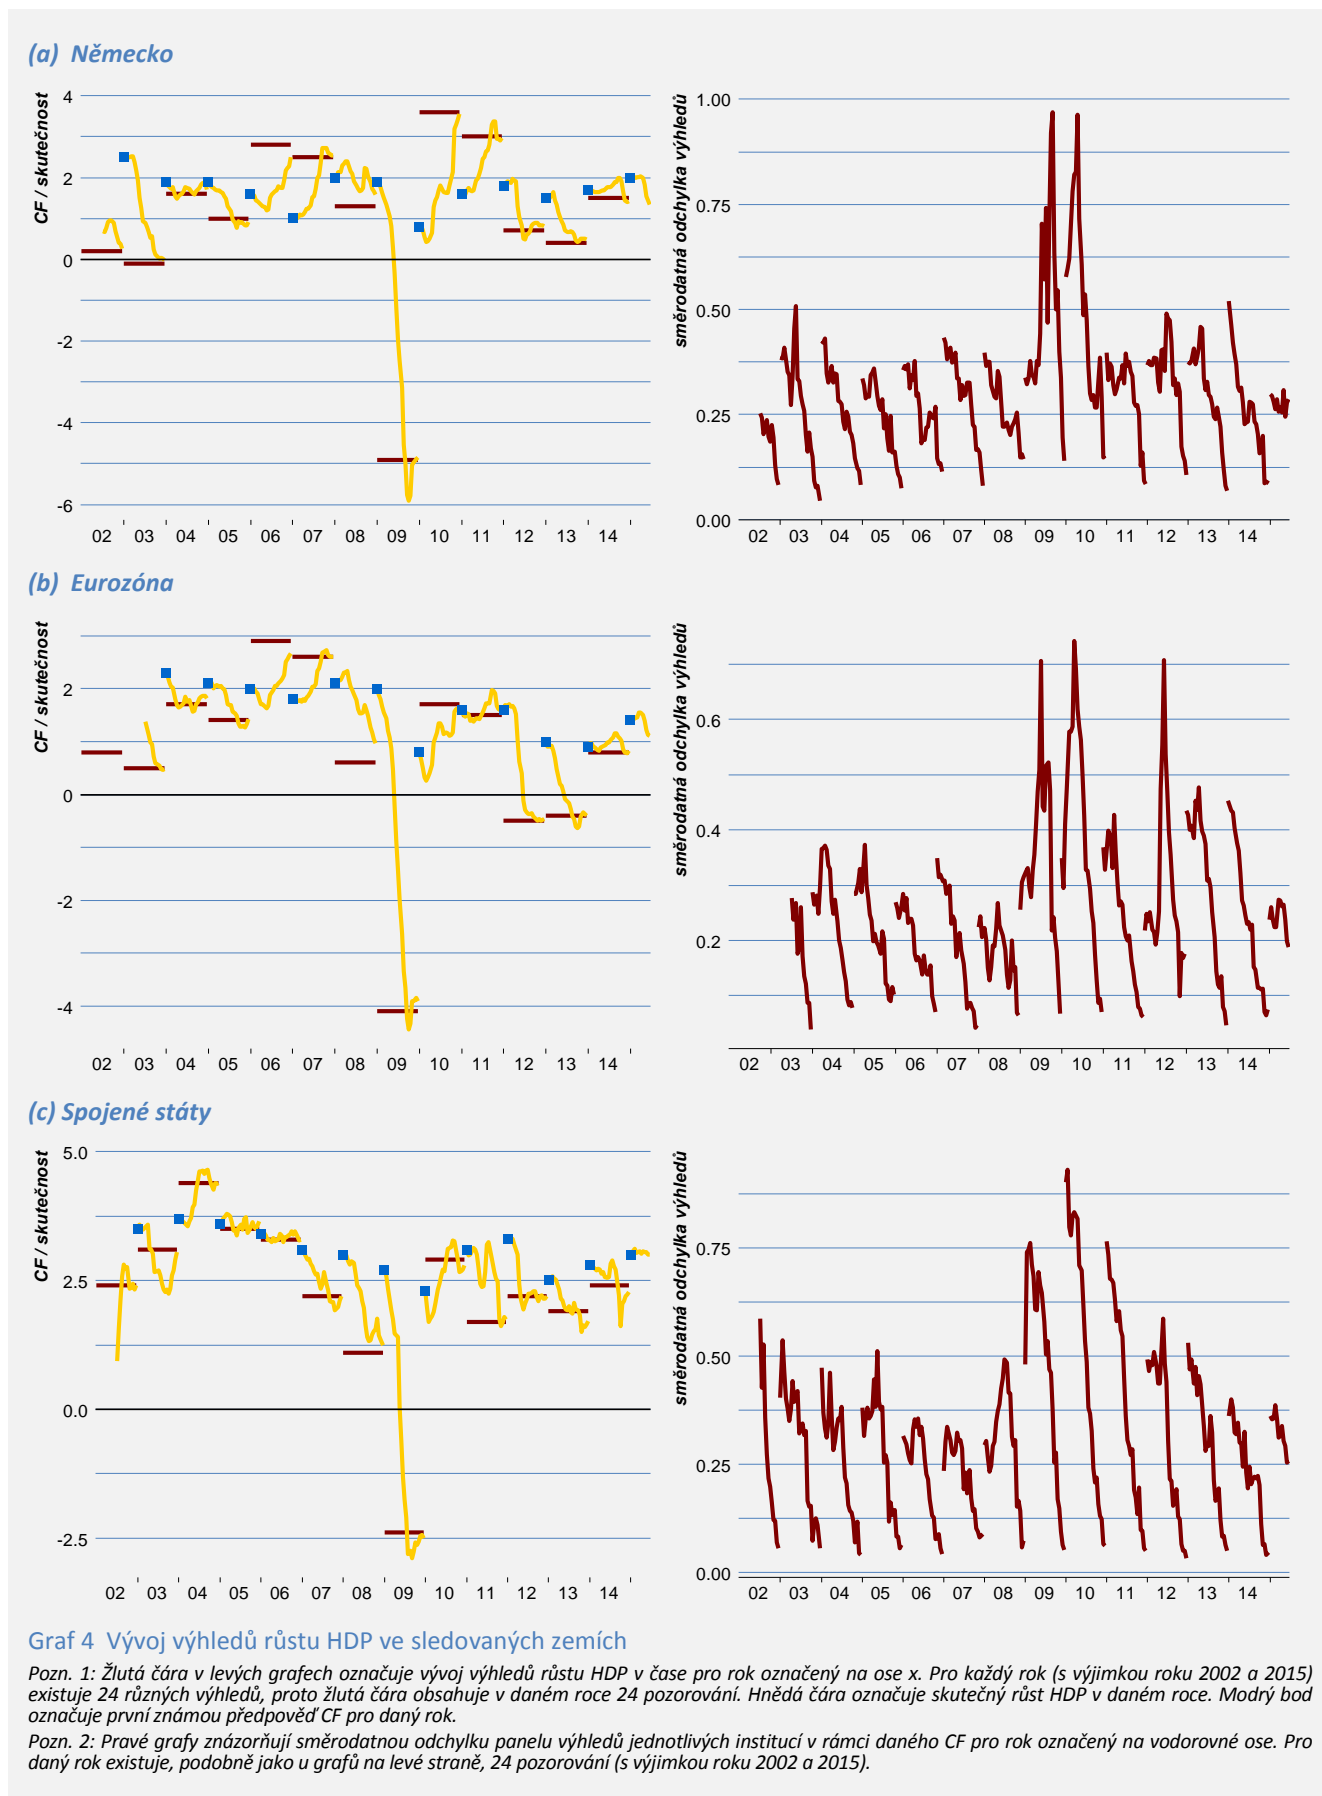 (a) Německo
CF / skutečnost
4
2
0
-2
-4
-6
02 03 04 05 06 07 08 09 10 11 12 13 14
směrodatná odchylka výhledů
1.00
0.75
0.50
0.25
0.00
02 03 04 05 06 07 08 09 10 11 12 13 14
(b) Eurozóna
CF / skutečnost
2
0
-2
-4
02 03 04 05 06 07 08 09 10 11 12 13 14
směrodatná odchylka výhledů
0.6
0.4
0.2
02 03 04 05 06 07 08 09 10 11 12 13 14
(c) Spojené státy
CF / skutečnost
5.0
2.5
0.0
-2.5
02 03 04 05 06 07 08 09 10 11 12 13 14
směrodatná odchylka výhledů
0.75
0.50
0.25
0.00
02 03 04 05 06 07 08 09 10 11 12 13 14
Graf 4 Vývoj výhledů růstu HDP ve sledovaných zemích
Pozn. 1: Žlutá čára v levých grafech označuje vývoj výhledů růstu HDP v čase pro rok označený na ose x. Pro každý rok (s výjimkou roku 2002 a 2015)
existuje 24 různých výhledů, proto žlutá čára obsahuje v daném roce 24 pozorování. Hnědá čára označuje skutečný růst HDP v daném roce. Modrý bod
označuje první známou předpověď CF pro daný rok.
Pozn. 2: Pravé grafy znázorňují směrodatnou odchylku panelu výhledů jednotlivých institucí v rámci daného CF pro rok označený na vodorovné ose. Pro
daný rok existuje, podobně jako u grafů na levé straně, 24 pozorování (s výjimkou roku 2002 a 2015).